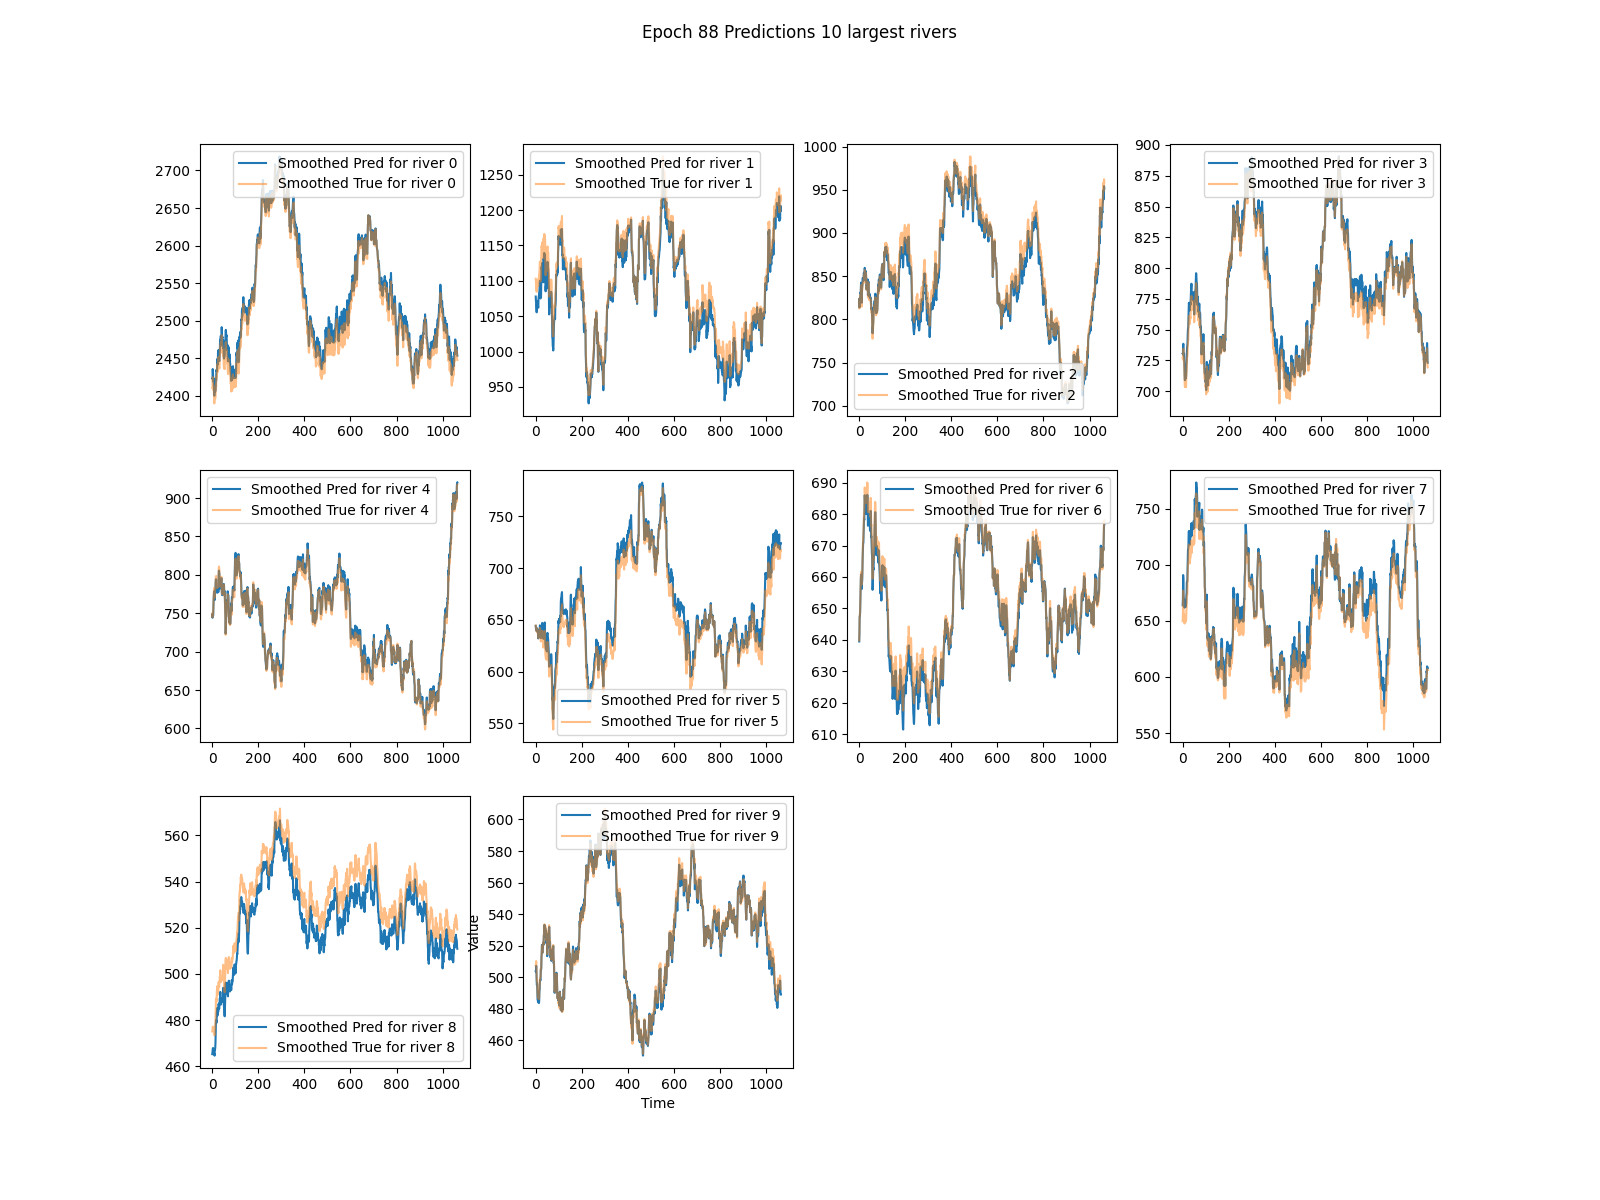 Epoch 88 Predictions 10 largest rivers
2700
2650
2600
2550
2500
2450
2400
0 200 400 600 800 1000
Smoothed Pred for river 0
Smoothed True for river 0
1250
1200
1150
1100
1050
1000
950
0 200 400 600 800 1000
Smoothed Pred for river 1
Smoothed True for river 1
1000
950
900
850
800
750
700
0 200 400 600 800 1000
Smoothed Pred for river 2
Smoothed True for river 2
900
875
850
825
800
775
750
725
700
0 200 400 600 800 1000
Smoothed Pred for river 3
Smoothed True for river 3
900
850
800
750
700
650
600
0 200 400 600 800 1000
Smoothed Pred for river 4
Smoothed True for river 4
750
700
650
600
550
0 200 400 600 800 1000
Smoothed Pred for river 5
Smoothed True for river 5
690
680
670
660
650
640
630
620
610
0 200 400 600 800 1000
Smoothed Pred for river 6
Smoothed True for river 6
750
700
650
600
550
0 200 400 600 800 1000
Smoothed Pred for river 7
Smoothed True for river 7
560
540
520
500
480
460
0 200 400 600 800 1000
Smoothed Pred for river 8
Smoothed True for river 8
Value
600
580
560
540
520
500
480
460
0 200 400 600 800 1000
Time
Smoothed Pred for river 9
Smoothed True for river 9